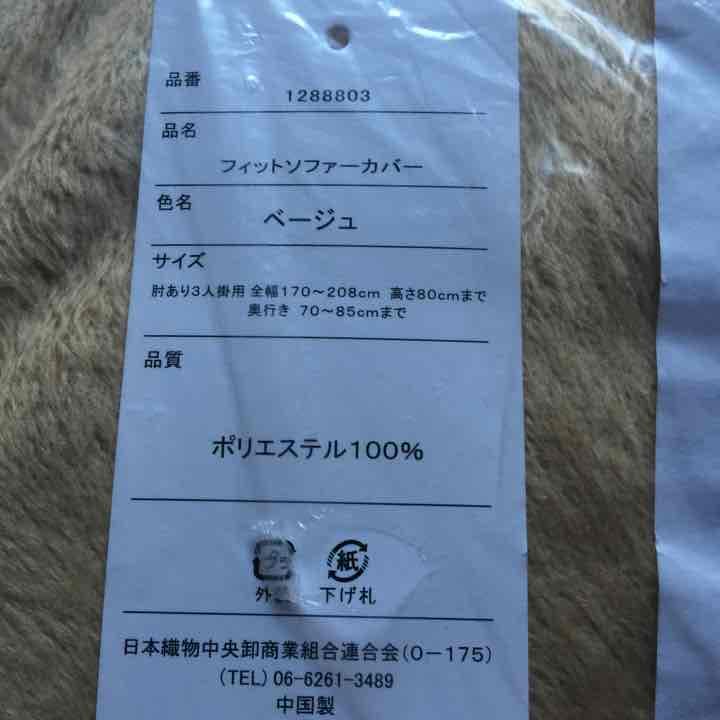 品番
1288803
品名
フィットソファーカバー
色名
ベージュ
サイズ
肘あり3人掛用 全幅170～208cm 高さ80cmまで
奥行き 70～85cmまで
品質
ポリエステル100%
プラ 紙
外 下げ札
日本織物中央卸商業組合連合会(0-175)
(TEL) 06-6261-3489
中国製